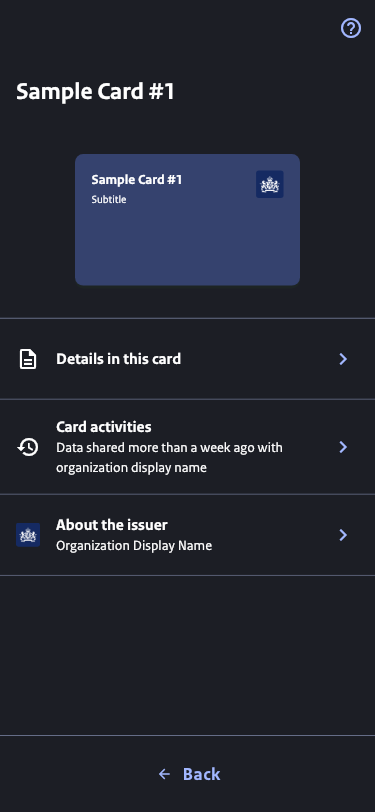 Sample Card #1
Sample Card #1
Subtitle
Details in this card
Card activities
Data shared more than a week ago with
organization display name
About the issuer
Organization Display Name
Back